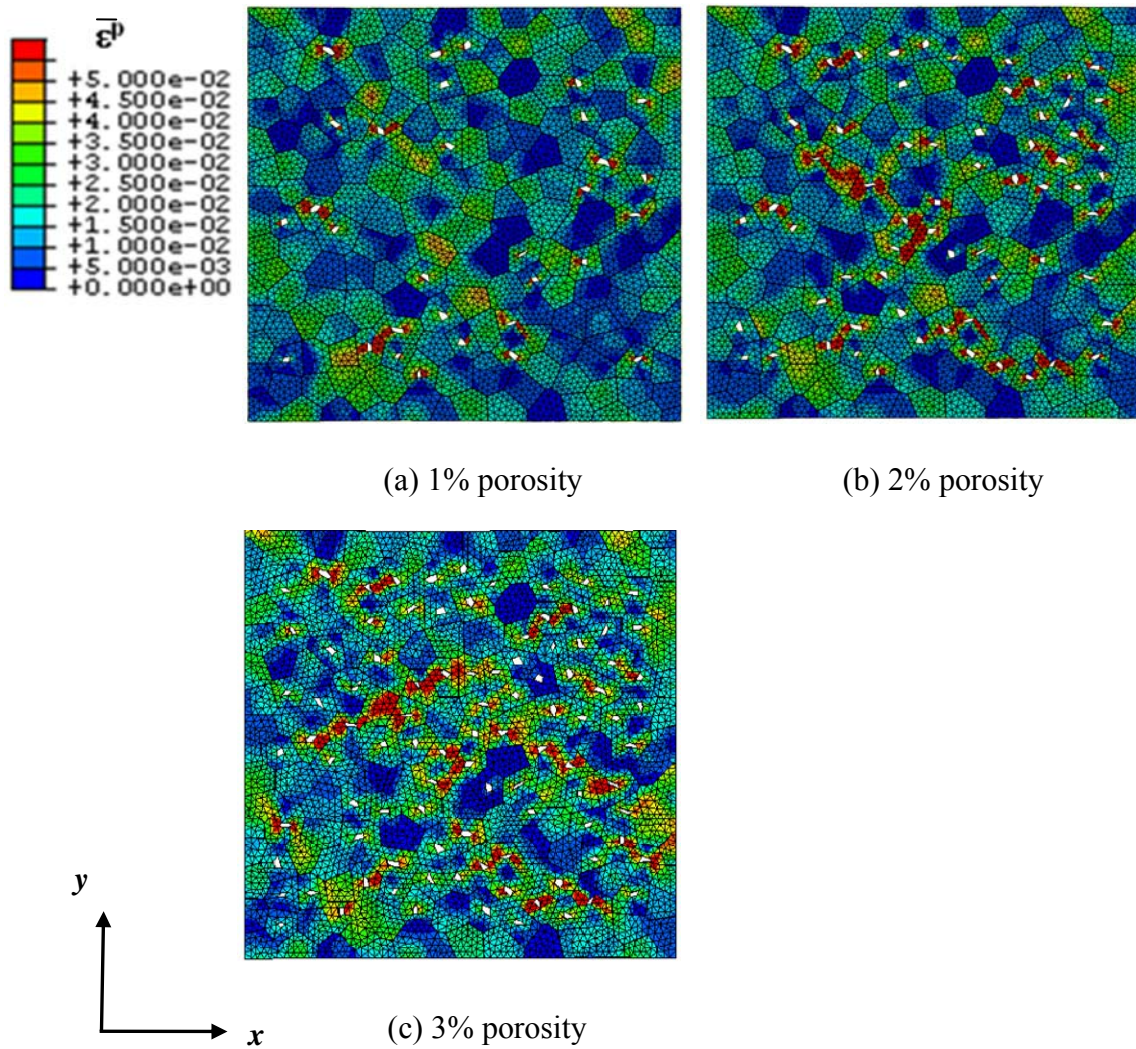 ε̄ᵖ
+5.000e-02
+4.500e-02
+4.000e-02
+3.500e-02
+3.000e-02
+2.500e-02
+2.000e-02
+1.500e-02
+1.000e-02
+5.000e-03
+0.000e+00
(a) 1% porosity
(b) 2% porosity
y
x
(c) 3% porosity